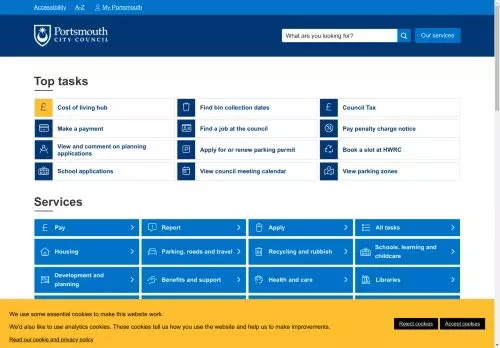 Accessibility A-Z My Portsmouth
Portsmouth
CITY COUNCIL
What are you looking for?
Our services
Top tasks
Cost of living hub
Find bin collection dates
Council Tax
Make a payment
Find a job at the council
Pay penalty charge notice
View and comment on planning
applications
Apply for or renew parking permit
Book a slot at HWRC
School applications
View council meeting calendar
View parking zones
Services
Pay
Report
Apply
All tasks
Housing
Parking, roads and travel
Recycling and rubbish
Schools, learning and
childcare
Development and
planning
Benefits and support
Health and care
Libraries
We use some essential cookies to make this website work.
We'd also like to use analytics cookies. These cookies tell us how you use the website and help us to make improvements.
Read our cookie and privacy policy
Reject cookies
Accept cookies